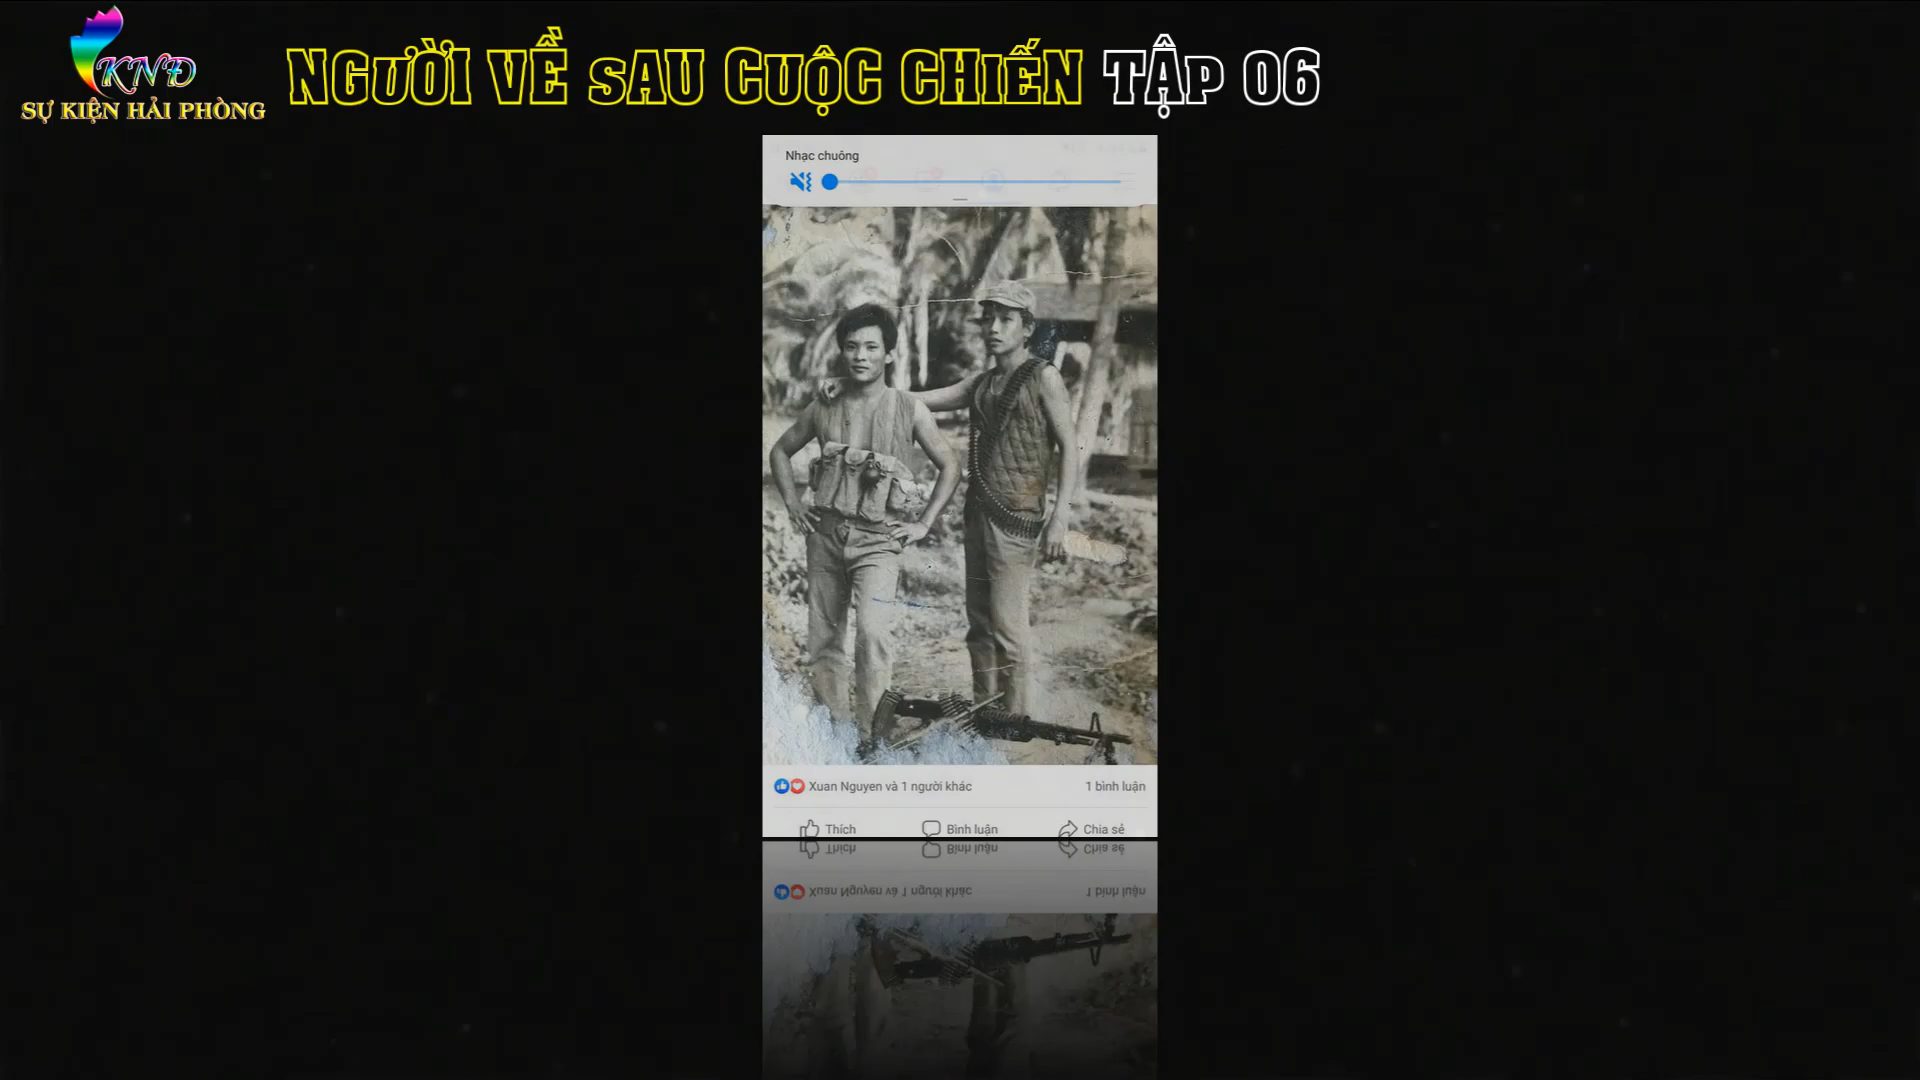 KNĐ
SỰ KIỆN HẢI PHÒNG
NGƯỜI VỀ SAU CUỘC CHIẾN TẬP 06
Nhạc chuông
Xuan Nguyen và 1 người khác 1 bình luận
Thích Bình luận Chia sẻ